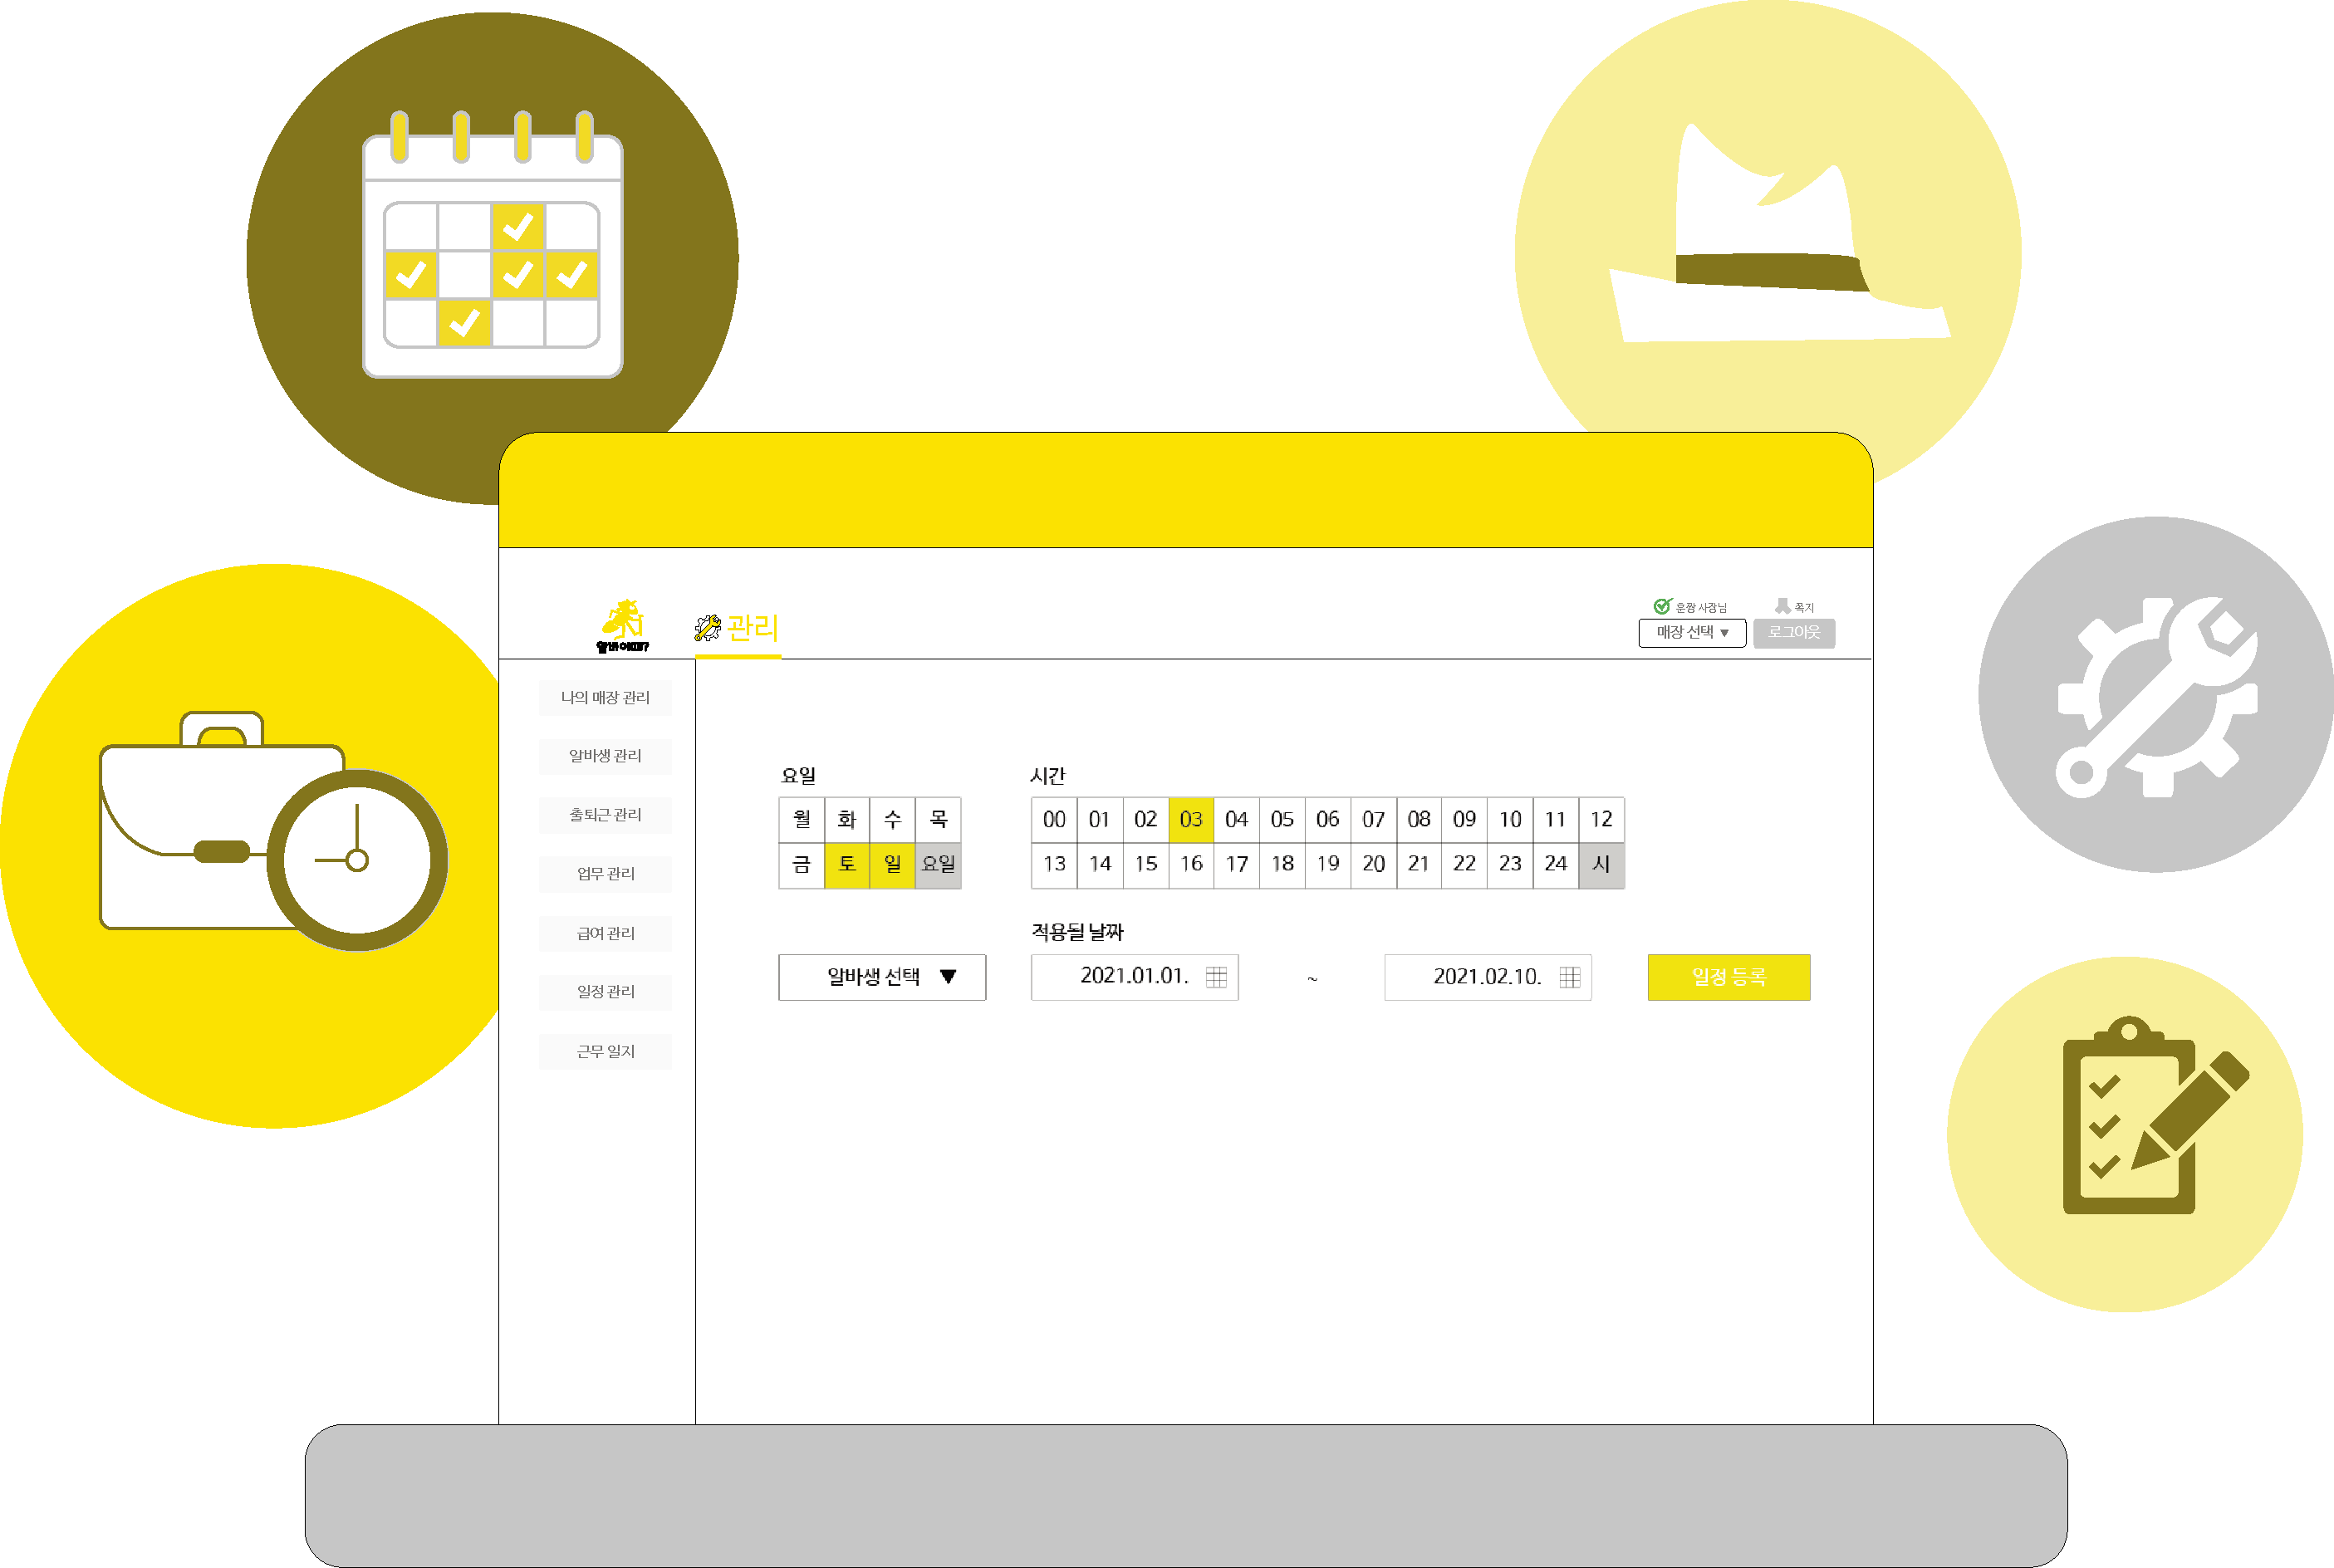 알바 어때?
관리
운짱 사장님
쪽지
매장 선택 ▼
로그아웃
나의 매장 관리
알바생 관리
출퇴근 관리
업무 관리
급여 관리
일정 관리
근무 일지
요일
월 화 수 목
금 토 일 요일
시간
00 01 02 03 04 05 06 07 08 09 10 11 12
13 14 15 16 17 18 19 20 21 22 23 24 시
적용될 날짜
알바생 선택 ▼
2021.01.01. ~ 2021.02.10.
일정 등록